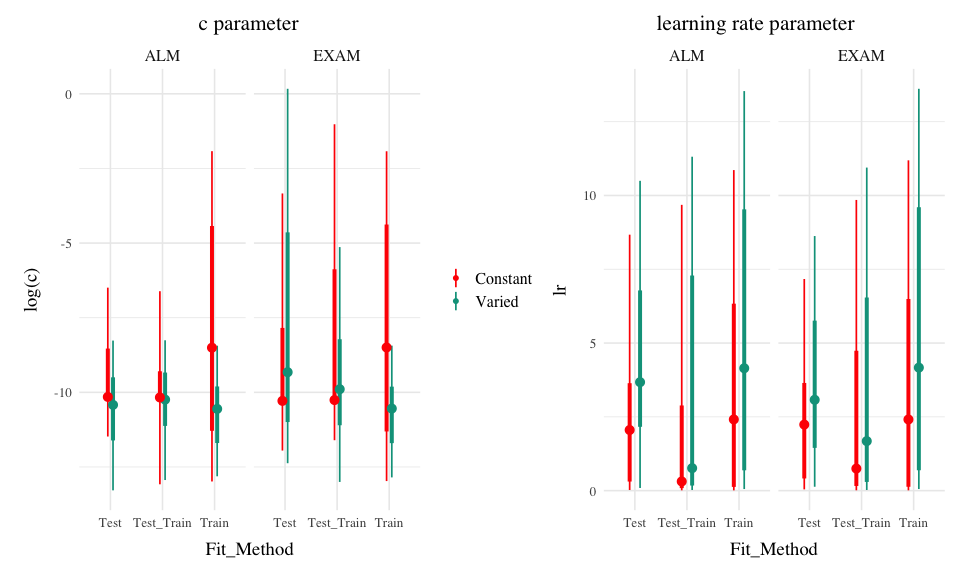 c parameter
ALM EXAM
0
-5
-10
log(c)
Test Test_Train Train Test Test_Train Train
Fit_Method
Constant
Varied
learning rate parameter
ALM EXAM
10
5
0
lr
Test Test_Train Train Test Test_Train Train
Fit_Method